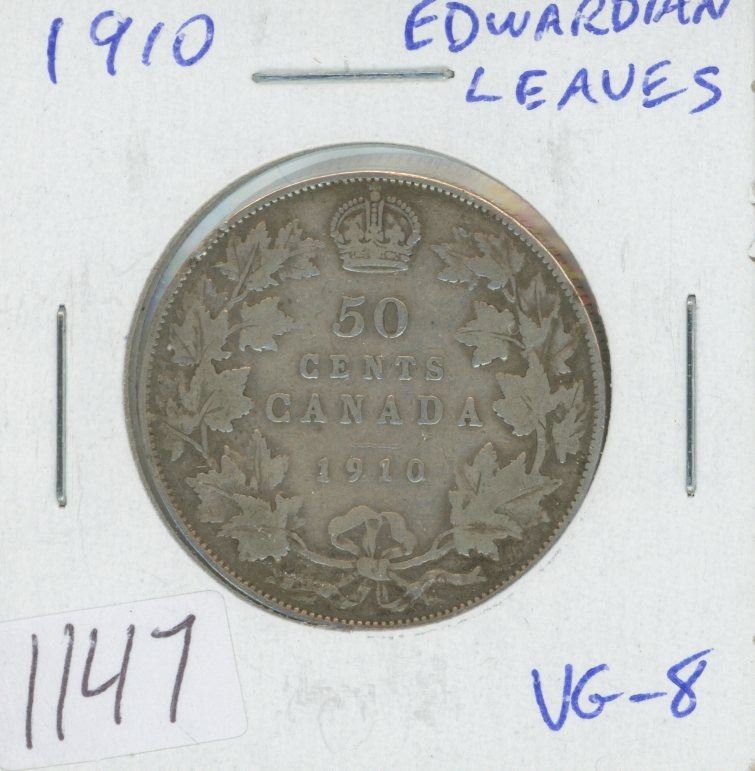 1910
EDWARDIAN
LEAVES
50
CENTS
CANADA
1910
1147
VG-8